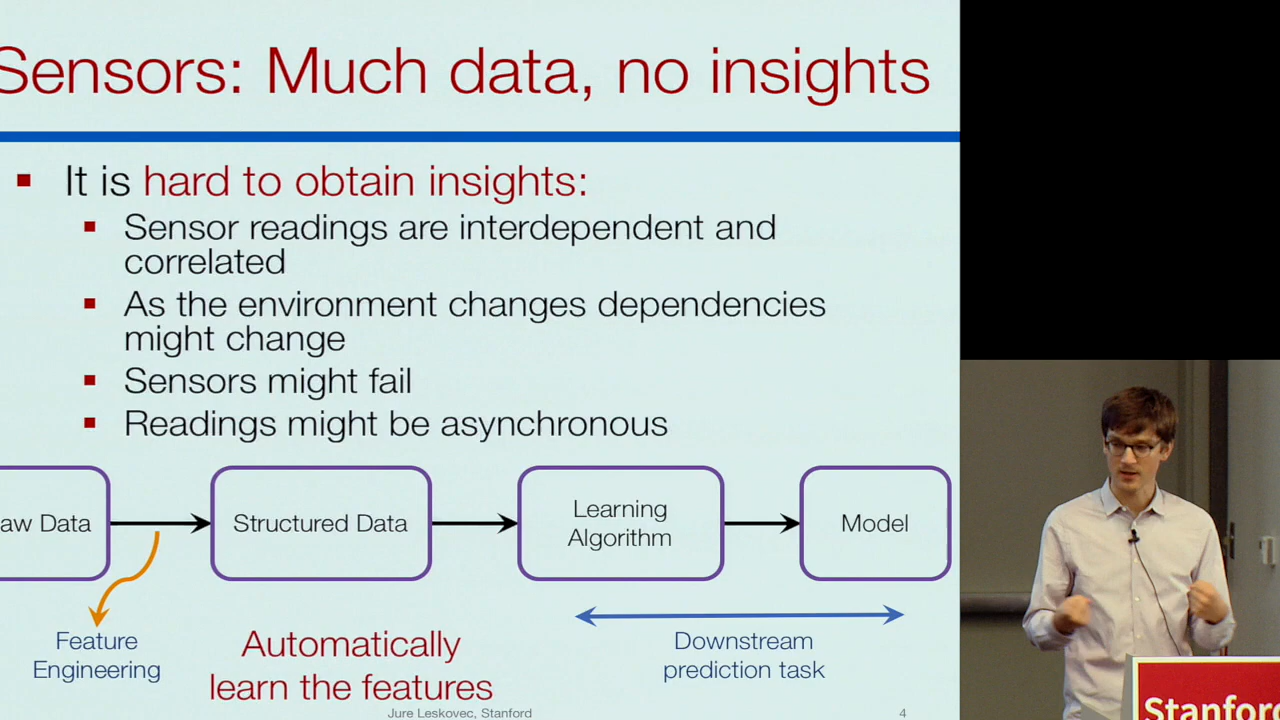 Sensors: Much data, no insights
It is hard to obtain insights:
Sensor readings are interdependent and
correlated
As the environment changes dependencies
might change
Sensors might fail
Readings might be asynchronous
aw Data
Structured Data
Learning
Algorithm
Model
Feature
Engineering
Automatically
learn the features
Downstream
prediction task
Jure Leskovec, Stanford
4
Stanford